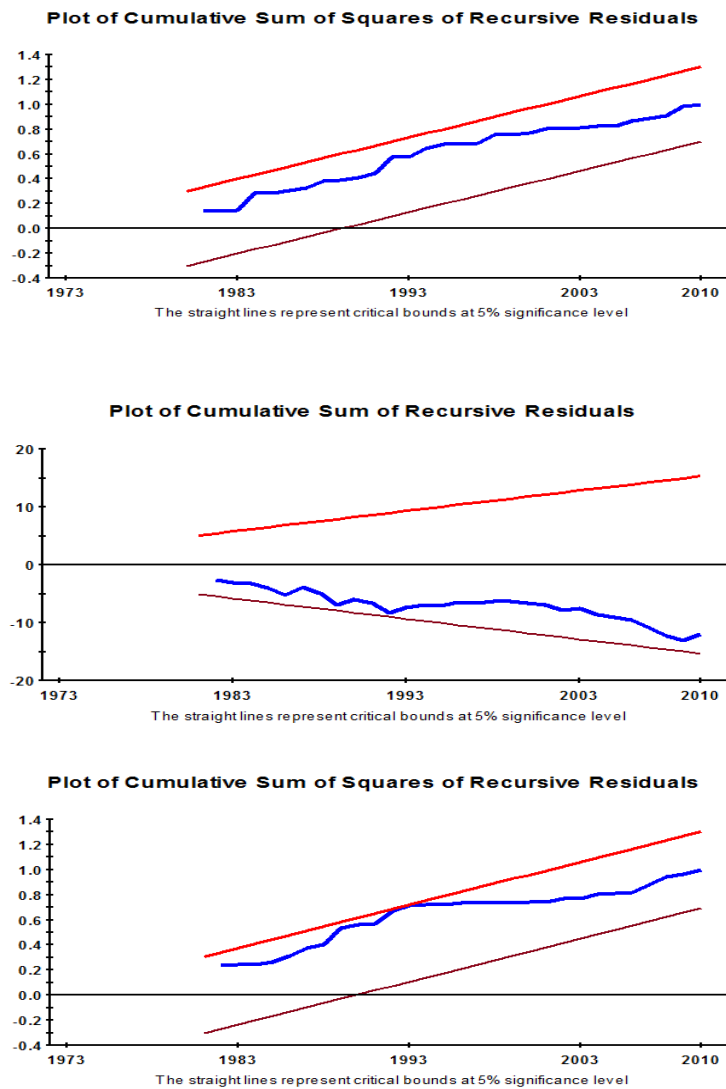 Plot of Cumulative Sum of Squares of Recursive Residuals
1.4
1.2
1.0
0.8
0.6
0.4
0.2
0.0
-0.2
-0.4
1973 1983 1993 2003 2010
The straight lines represent critical bounds at 5% significance level
Plot of Cumulative Sum of Recursive Residuals
20
10
0
-10
-20
1973 1983 1993 2003 2010
The straight lines represent critical bounds at 5% significance level
Plot of Cumulative Sum of Squares of Recursive Residuals
1.4
1.2
1.0
0.8
0.6
0.4
0.2
0.0
-0.2
-0.4
1973 1983 1993 2003 2010
The straight lines represent critical bounds at 5% significance level